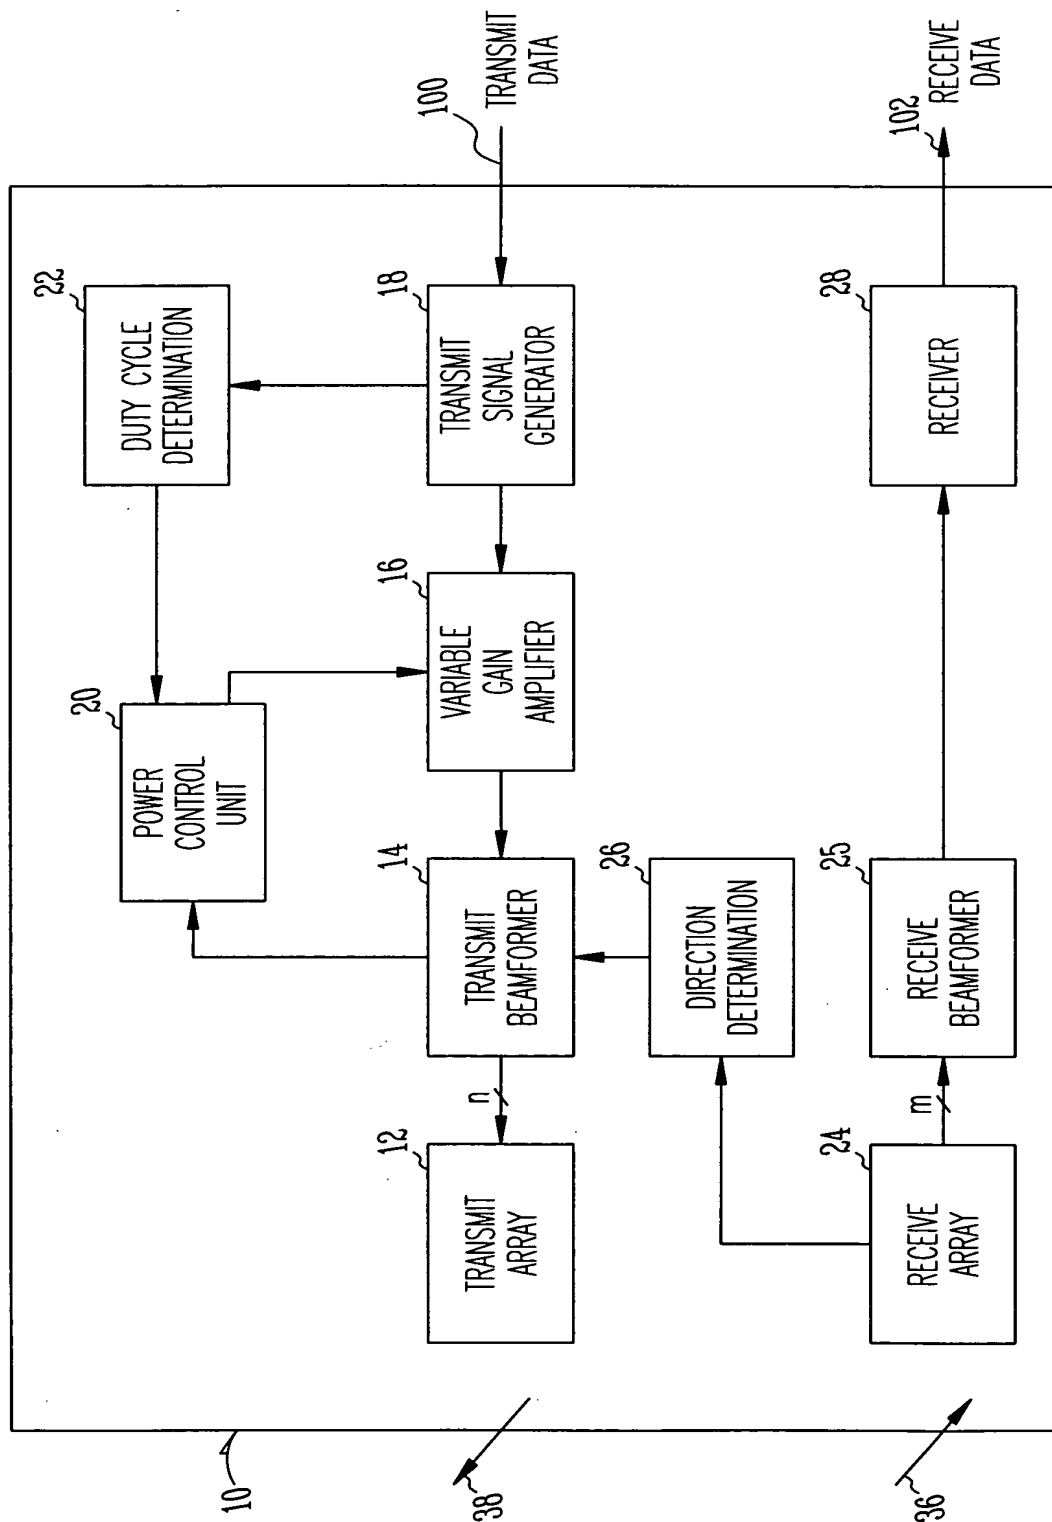 TRANSMIT
DATA
100
RECEIVE
DATA
102
22
DUTY CYCLE
DETERMINATION
18
TRANSMIT
SIGNAL
GENERATOR
28
RECEIVER
20
POWER
CONTROL
UNIT
16
VARIABLE
GAIN
AMPLIFIER
14
TRANSMIT
BEAMFORMER
26
DIRECTION
DETERMINATION
25
RECEIVE
BEAMFORMER
n
m
12
TRANSMIT
ARRAY
24
RECEIVE
ARRAY
10
38
36